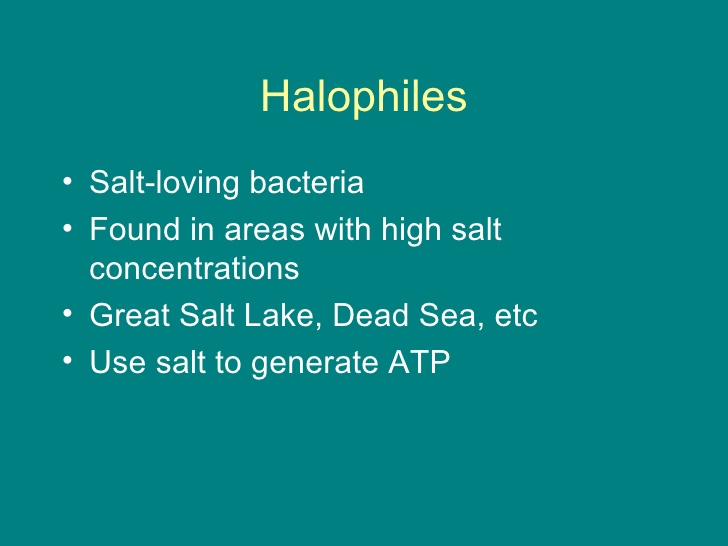 Halophiles
• Salt-loving bacteria
• Found in areas with high salt
concentrations
• Great Salt Lake, Dead Sea, etc
• Use salt to generate ATP